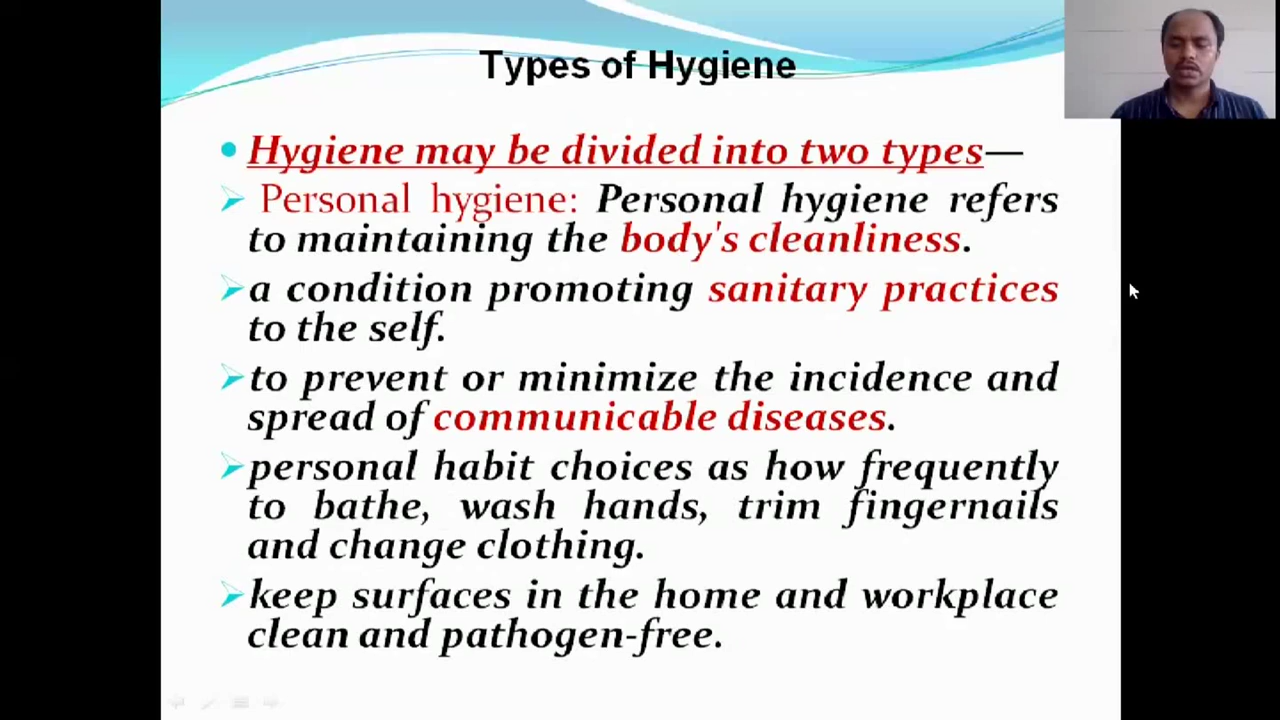 Types of Hygiene
• Hygiene may be divided into two types—
➢ Personal hygiene: Personal hygiene refers
to maintaining the body's cleanliness.
➢a condition promoting sanitary practices
to the self.
➢to prevent or minimize the incidence and
spread of communicable diseases.
➢personal habit choices as how frequently
to bathe, wash hands, trim fingernails
and change clothing.
➢keep surfaces in the home and workplace
clean and pathogen-free.